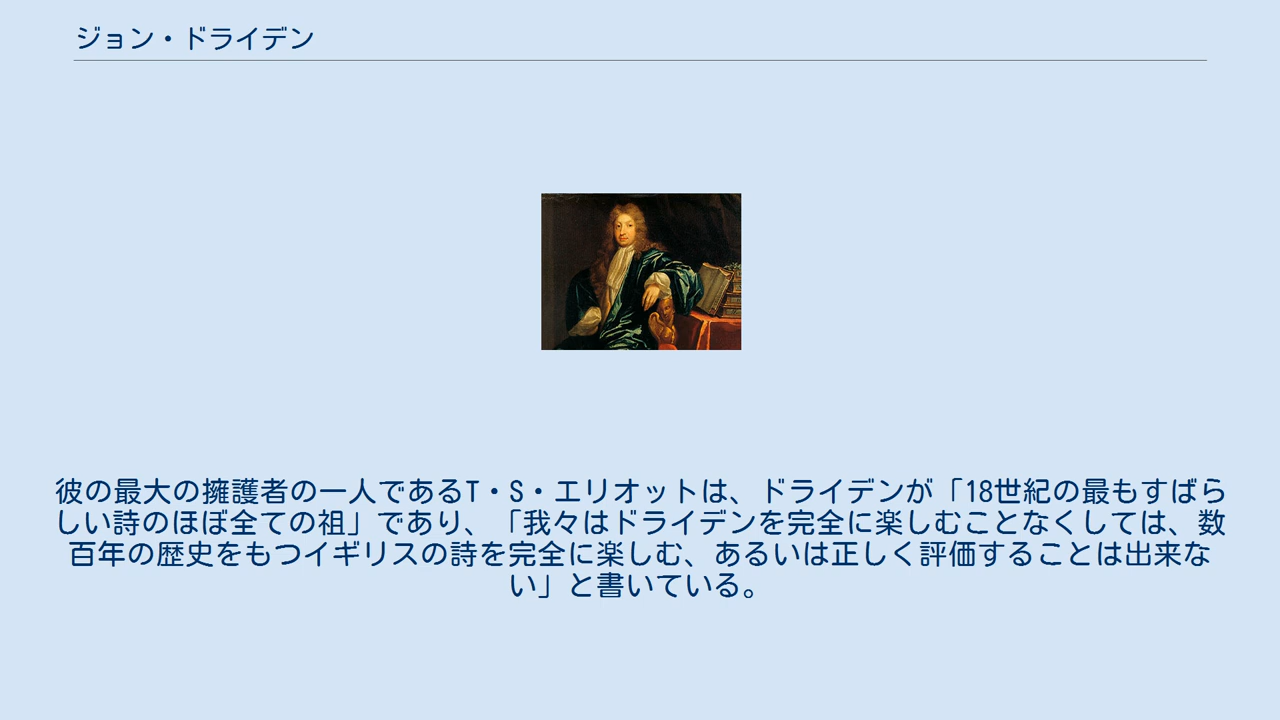 ジョン・ドライデン
彼の最大の擁護者の一人であるT・S・エリオットは、ドライデンが「18世紀の最もすばら
しい詩のほぼ全ての祖」であり、「我々はドライデンを完全に楽しむことなくしては、数
百年の歴史をもつイギリスの詩を完全に楽しむ、あるいは正しく評価することは出来な
い」と書いている。